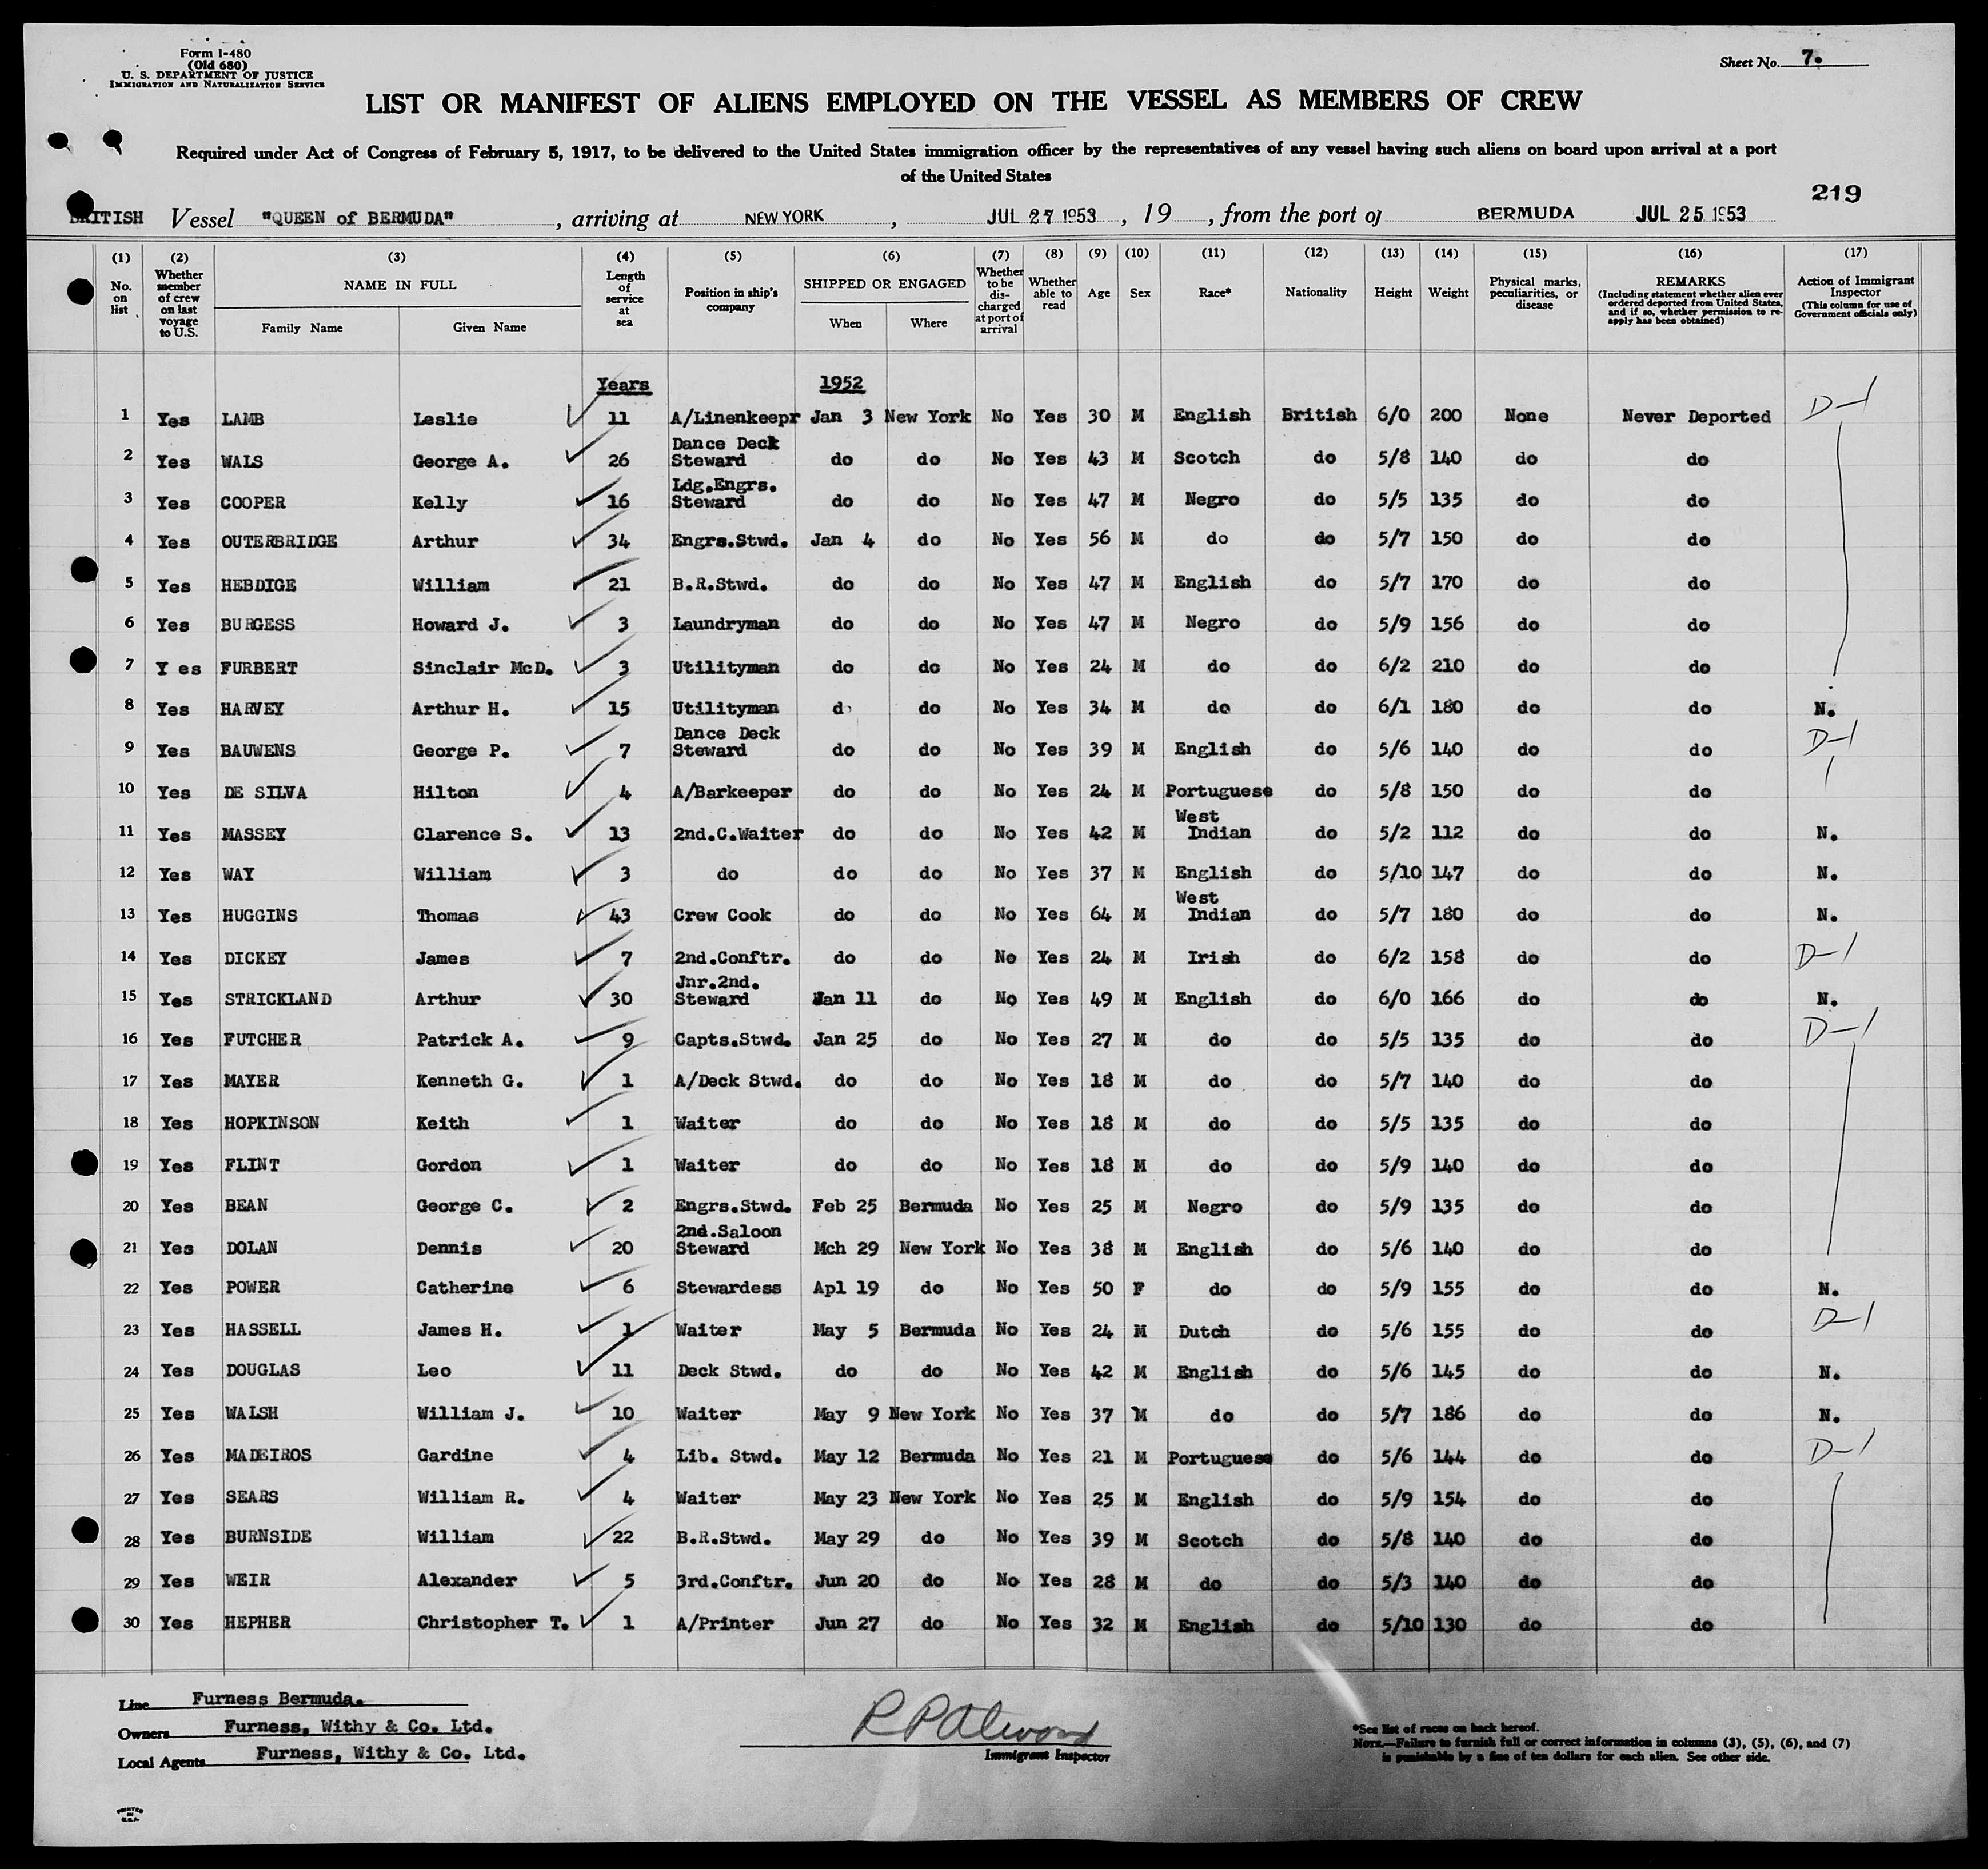 Form I-480
(Old 680)
U. S. DEPARTMENT OF JUSTICE
IMMIGRATION AND NATURALIZATION SERVICE
Sheet No. 7.
LIST OR MANIFEST OF ALIENS EMPLOYED ON THE VESSEL AS MEMBERS OF CREW
Required under Act of Congress of February 5, 1917, to be delivered to the United States immigration officer by the representatives of any vessel having such aliens on board upon arrival at a port
of the United States
219
BRITISH Vessel "QUEEN of BERMUDA", arriving at NEW YORK, JUL 27 1953, 19, from the port of BERMUDA JUL 25 1953
(1) (2) (3) (4) (5) (6) (7) (8) (9) (10) (11) (12) (13) (14) (15) (16) (17)
No. on list
Whether member of crew on last voyage to U.S.
NAME IN FULL
Family Name Given Name
Length of service at sea
Position in ship's company
SHIPPED OR ENGAGED
When Where
Whether to be discharged at port of arrival
Whether able to read
Age
Sex
Race*
Nationality
Height
Weight
Physical marks, peculiarities, or disease
REMARKS
(Including statement whether alien ever ordered deported from United States, and if so, whether permission to re-apply has been obtained)
Action of Immigrant Inspector
(This column for use of Government officials only)
Years 1952
1 Yes LAMB Leslie 11 A/Linenkeepr Jan 3 New York No Yes 30 M English British 6/0 200 None Never Deported D-1
2 Yes WALS George A. 26 Dance Deck Steward do do No Yes 43 M Scotch do 5/8 140 do do
3 Yes COOPER Kelly 16 Ldg.Engrs. Steward do do No Yes 47 M Negro do 5/5 135 do do
4 Yes OUTERBRIDGE Arthur 34 Engrs.Stwd. Jan 4 do No Yes 56 M do do 5/7 150 do do
5 Yes HEBDIGE William 21 B.R.Stwd. do do No Yes 47 M English do 5/7 170 do do
6 Yes BURGESS Howard J. 3 Laundryman do do No Yes 47 M Negro do 5/9 156 do do
7 Y es FURBERT Sinclair McD. 3 Utilityman do do No Yes 24 M do do 6/2 210 do do
8 Yes HARVEY Arthur H. 15 Utilityman do do No Yes 34 M do do 6/1 180 do do N.
9 Yes BAUWENS George P. 7 Dance Deck Steward do do No Yes 39 M English do 5/6 140 do do D-1
10 Yes DE SILVA Hilton 4 A/Barkeeper do do No Yes 24 M Portuguese do 5/8 150 do do
11 Yes MASSEY Clarence S. 13 2nd.C.Waiter do do No Yes 42 M West Indian do 5/2 112 do do N.
12 Yes WAY William 3 do do do No Yes 37 M English do 5/10 147 do do N.
13 Yes HUGGINS Thomas 43 Crew Cook do do No Yes 64 M West Indian do 5/7 180 do do N.
14 Yes DICKEY James 7 2nd.Conftr. do do No Yes 24 M Irish do 6/2 158 do do D-1
15 Yes STRICKLAND Arthur 30 Jnr.2nd. Steward Jan 11 do No Yes 49 M English do 6/0 166 do do N.
16 Yes FUTCHER Patrick A. 9 Capts.Stwd. Jan 25 do No Yes 27 M do do 5/5 135 do do D-1
17 Yes MAYER Kenneth G. 1 A/Deck Stwd. do do No Yes 18 M do do 5/7 140 do do
18 Yes HOPKINSON Keith 1 Waiter do do No Yes 18 M do do 5/5 135 do do
19 Yes FLINT Gordon 1 Waiter do do No Yes 18 M do do 5/9 140 do do
20 Yes BEAN George C. 2 Engrs.Stwd. Feb 25 Bermuda No Yes 25 M Negro do 5/9 135 do do
21 Yes DOLAN Dennis 20 2nd.Saloon Steward Mch 29 New York No Yes 38 M English do 5/6 140 do do
22 Yes POWER Catherine 6 Stewardess Apl 19 do No Yes 50 F do do 5/9 155 do do N.
23 Yes HASSELL James H. 1 Waiter May 5 Bermuda No Yes 24 M Dutch do 5/6 155 do do D-1
24 Yes DOUGLAS Leo 11 Deck Stwd. do do No Yes 42 M English do 5/6 145 do do N.
25 Yes WALSH William J. 10 Waiter May 9 New York No Yes 37 M do do 5/7 186 do do N.
26 Yes MADEIROS Gardine 4 Lib. Stwd. May 12 Bermuda No Yes 21 M Portuguese do 5/6 144 do do D-1
27 Yes SEARS William R. 4 Waiter May 23 New York No Yes 25 M English do 5/9 154 do do
28 Yes BURNSIDE William 22 B.R.Stwd. May 29 do No Yes 39 M Scotch do 5/8 140 do do
29 Yes WEIR Alexander 5 3rd.Conftr. Jun 20 do No Yes 28 M do do 5/3 140 do do
30 Yes HEPHER Christopher T. 1 A/Printer Jun 27 do No Yes 32 M English do 5/10 130 do do
Line Furness Bermuda.
Owners Furness, Withy & Co. Ltd.
Local Agents Furness, Withy & Co. Ltd.
Immigrant Inspector
*See list of races on back hereof.
NOTE.—Failure to furnish full or correct information in columns (3), (5), (6), and (7)
is punishable by a fine of ten dollars for each alien. See other side.
PRINTED
IN
U.S.A.